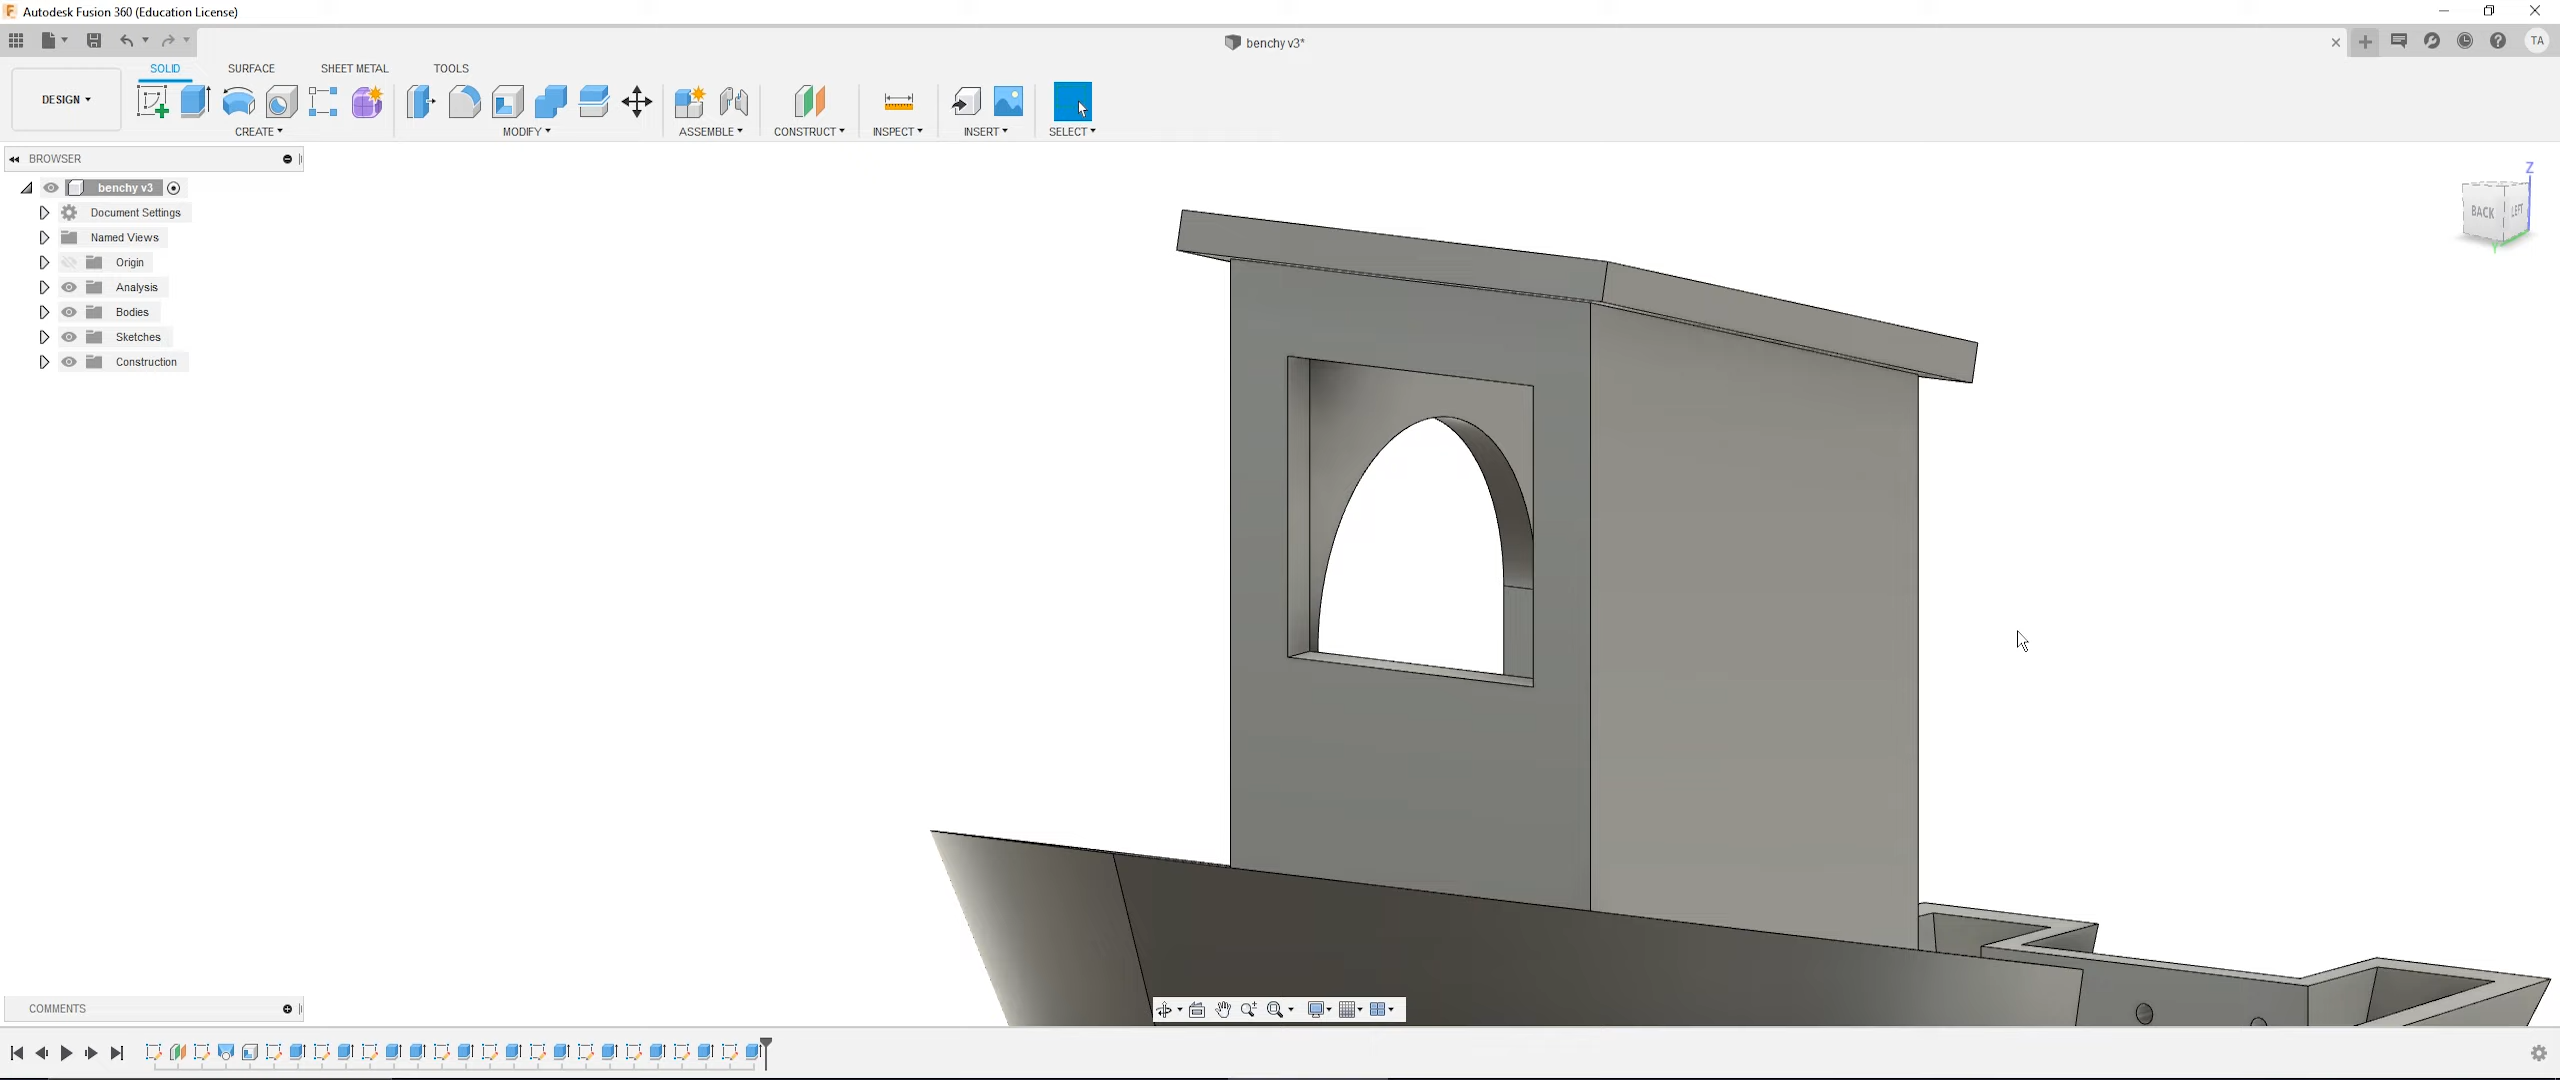 Autodesk Fusion 360 (Education License)
benchy v3*
TA
SOLID SURFACE SHEET METAL TOOLS
DESIGN
CREATE MODIFY ASSEMBLE CONSTRUCT INSPECT INSERT SELECT
BROWSER
benchy v3
Document Settings
Named Views
Origin
Analysis
Bodies
Sketches
Construction
Z
BACK LEFT
Y
COMMENTS